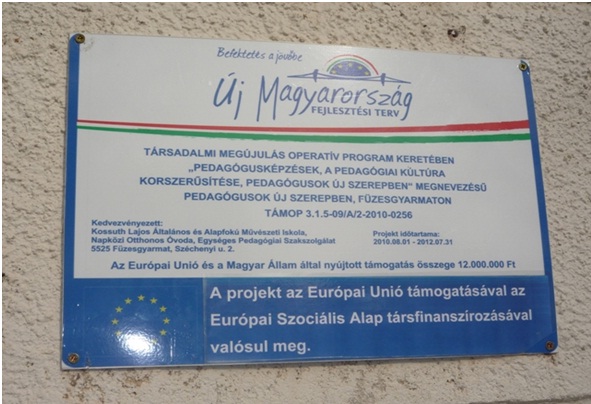 Befektetés a jövőbe
Új Magyarország
FEJLESZTÉSI TERV
TÁRSADALMI MEGÚJULÁS OPERATÍV PROGRAM KERETÉBEN
„PEDAGÓGUSKÉPZÉSEK, A PEDAGÓGIAI KULTÚRA
KORSZERŰSÍTÉSE, PEDAGÓGUSOK ÚJ SZEREPBEN" MEGNEVEZÉSŰ
PEDAGÓGUSOK ÚJ SZEREPBEN, FÜZESGYARMATON
TÁMOP 3.1.5-09/A/2-2010-0256
Kedvezményezett:
Kossuth Lajos Általános és Alapfokú Művészeti Iskola,
Napközi Otthonos Óvoda, Egységes Pedagógiai Szakszolgálat
5525 Füzesgyarmat, Széchenyi u. 2.
Projekt időtartama:
2010.08.01 - 2012.07.31
Az Európai Unió és a Magyar Állam által nyújtott támogatás összege 12.000.000 Ft
A projekt az Európai Unió támogatásával az
Európai Szociális Alap társfinanszírozásával
valósul meg.